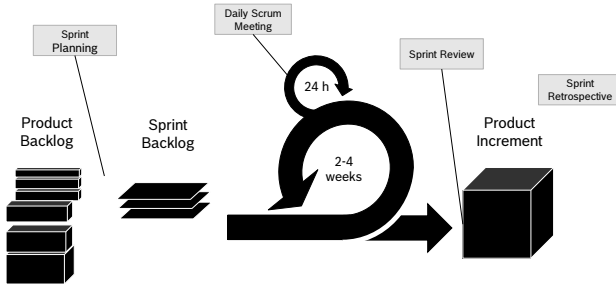 Sprint
Planning
Daily Scrum
Meeting
Sprint Review
Sprint
Retrospective
24 h
Product
Backlog
Sprint
Backlog
2-4
weeks
Product
Increment